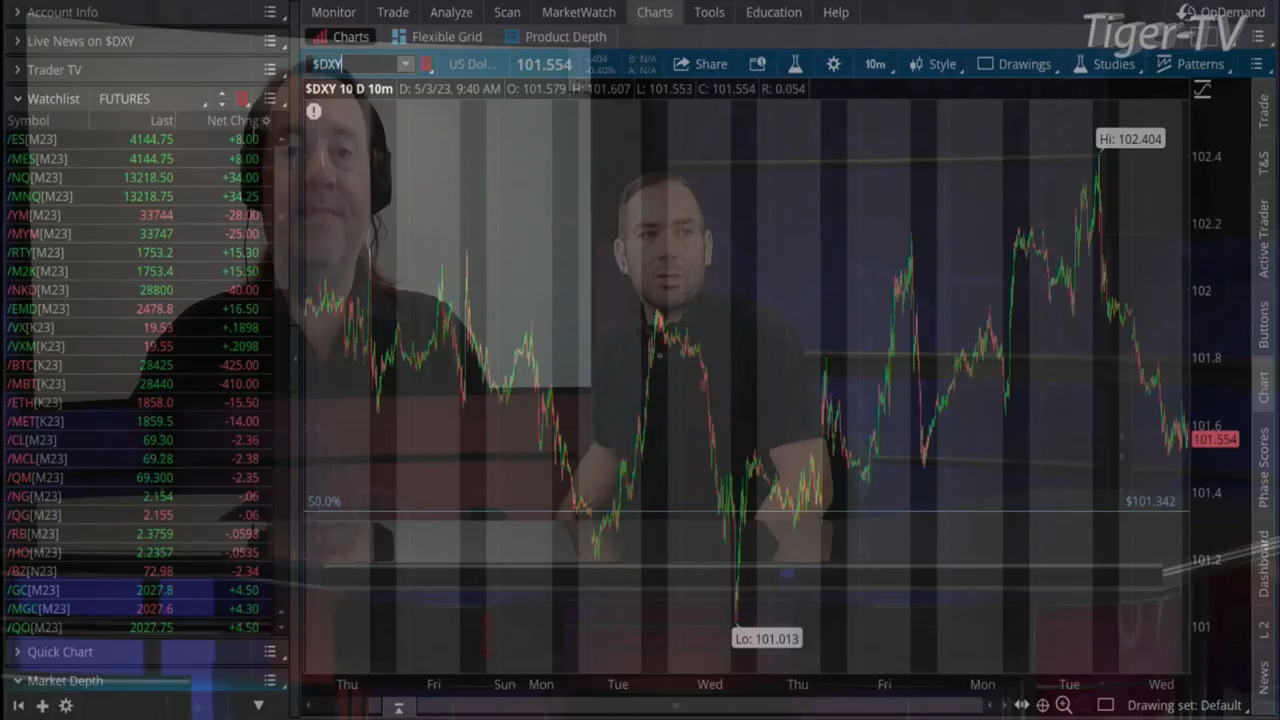 Account Info
Live News on $DXY
Trader TV
Watchlist FUTURES
Symbol Last Net Chng
/ES[M23] 4144.75 +8.00
/MES[M23] 4144.75 +8.00
/NQ[M23] 13218.50 +34.00
/MNQ[M23] 13218.75 +34.25
/YM[M23] 33744 -28.00
/MYM[M23] 33747 -25.00
/RTY[M23] 1753.2 +15.30
/M2K[M23] 1753.4 +15.50
/NKD[M23] 28800 -40.00
/EMD[M23] 2478.8 +16.50
/VX[K23] 19.53 +.1898
/VXM[K23] 19.55 +.2098
/BTC[K23] 28425 -425.00
/MBT[K23] 28440 -410.00
/ETH[K23] 1858.0 -15.50
/MET[K23] 1859.5 -14.00
/CL[M23] 69.30 -2.36
/MCL[M23] 69.28 -2.38
/QM[M23] 69.300 -2.35
/NG[M23] 2.154 -.06
/QG[M23] 2.155 -.06
/RB[M23] 2.3759 -.0598
/HO[M23] 2.2357 -.0535
/BZ[N23] 72.98 -2.34
/GC[M23] 2027.8 +4.50
/MGC[M23] 2027.6 +4.30
/QO[M23] 2027.75 +4.50
Quick Chart
Market Depth
Monitor Trade Analyze Scan MarketWatch Charts Tools Education Help
OnDemand
Tiger-TV
Charts Flexible Grid Product Depth
$DXY US Dol... 101.554 -.404 -0.40% B: N/A A: N/A Share 10m Style Drawings Studies Patterns
$DXY 10 D 10m D: 5/3/23, 9:40 AM O: 101.579 H: 101.607 L: 101.553 C: 101.554 R: 0.054
Hi: 102.404
102.4
102.2
102
101.8
101.6
101.554
50.0% $101.342
101.4
101.2
Lo: 101.013
101
Thu Fri Sun Mon Tue Wed Thu Fri Mon Tue Wed
Drawing set: Default
Trade
T&S
Active Trader
Buttons
Chart
Phase Scores
Dashboard
L 2
News